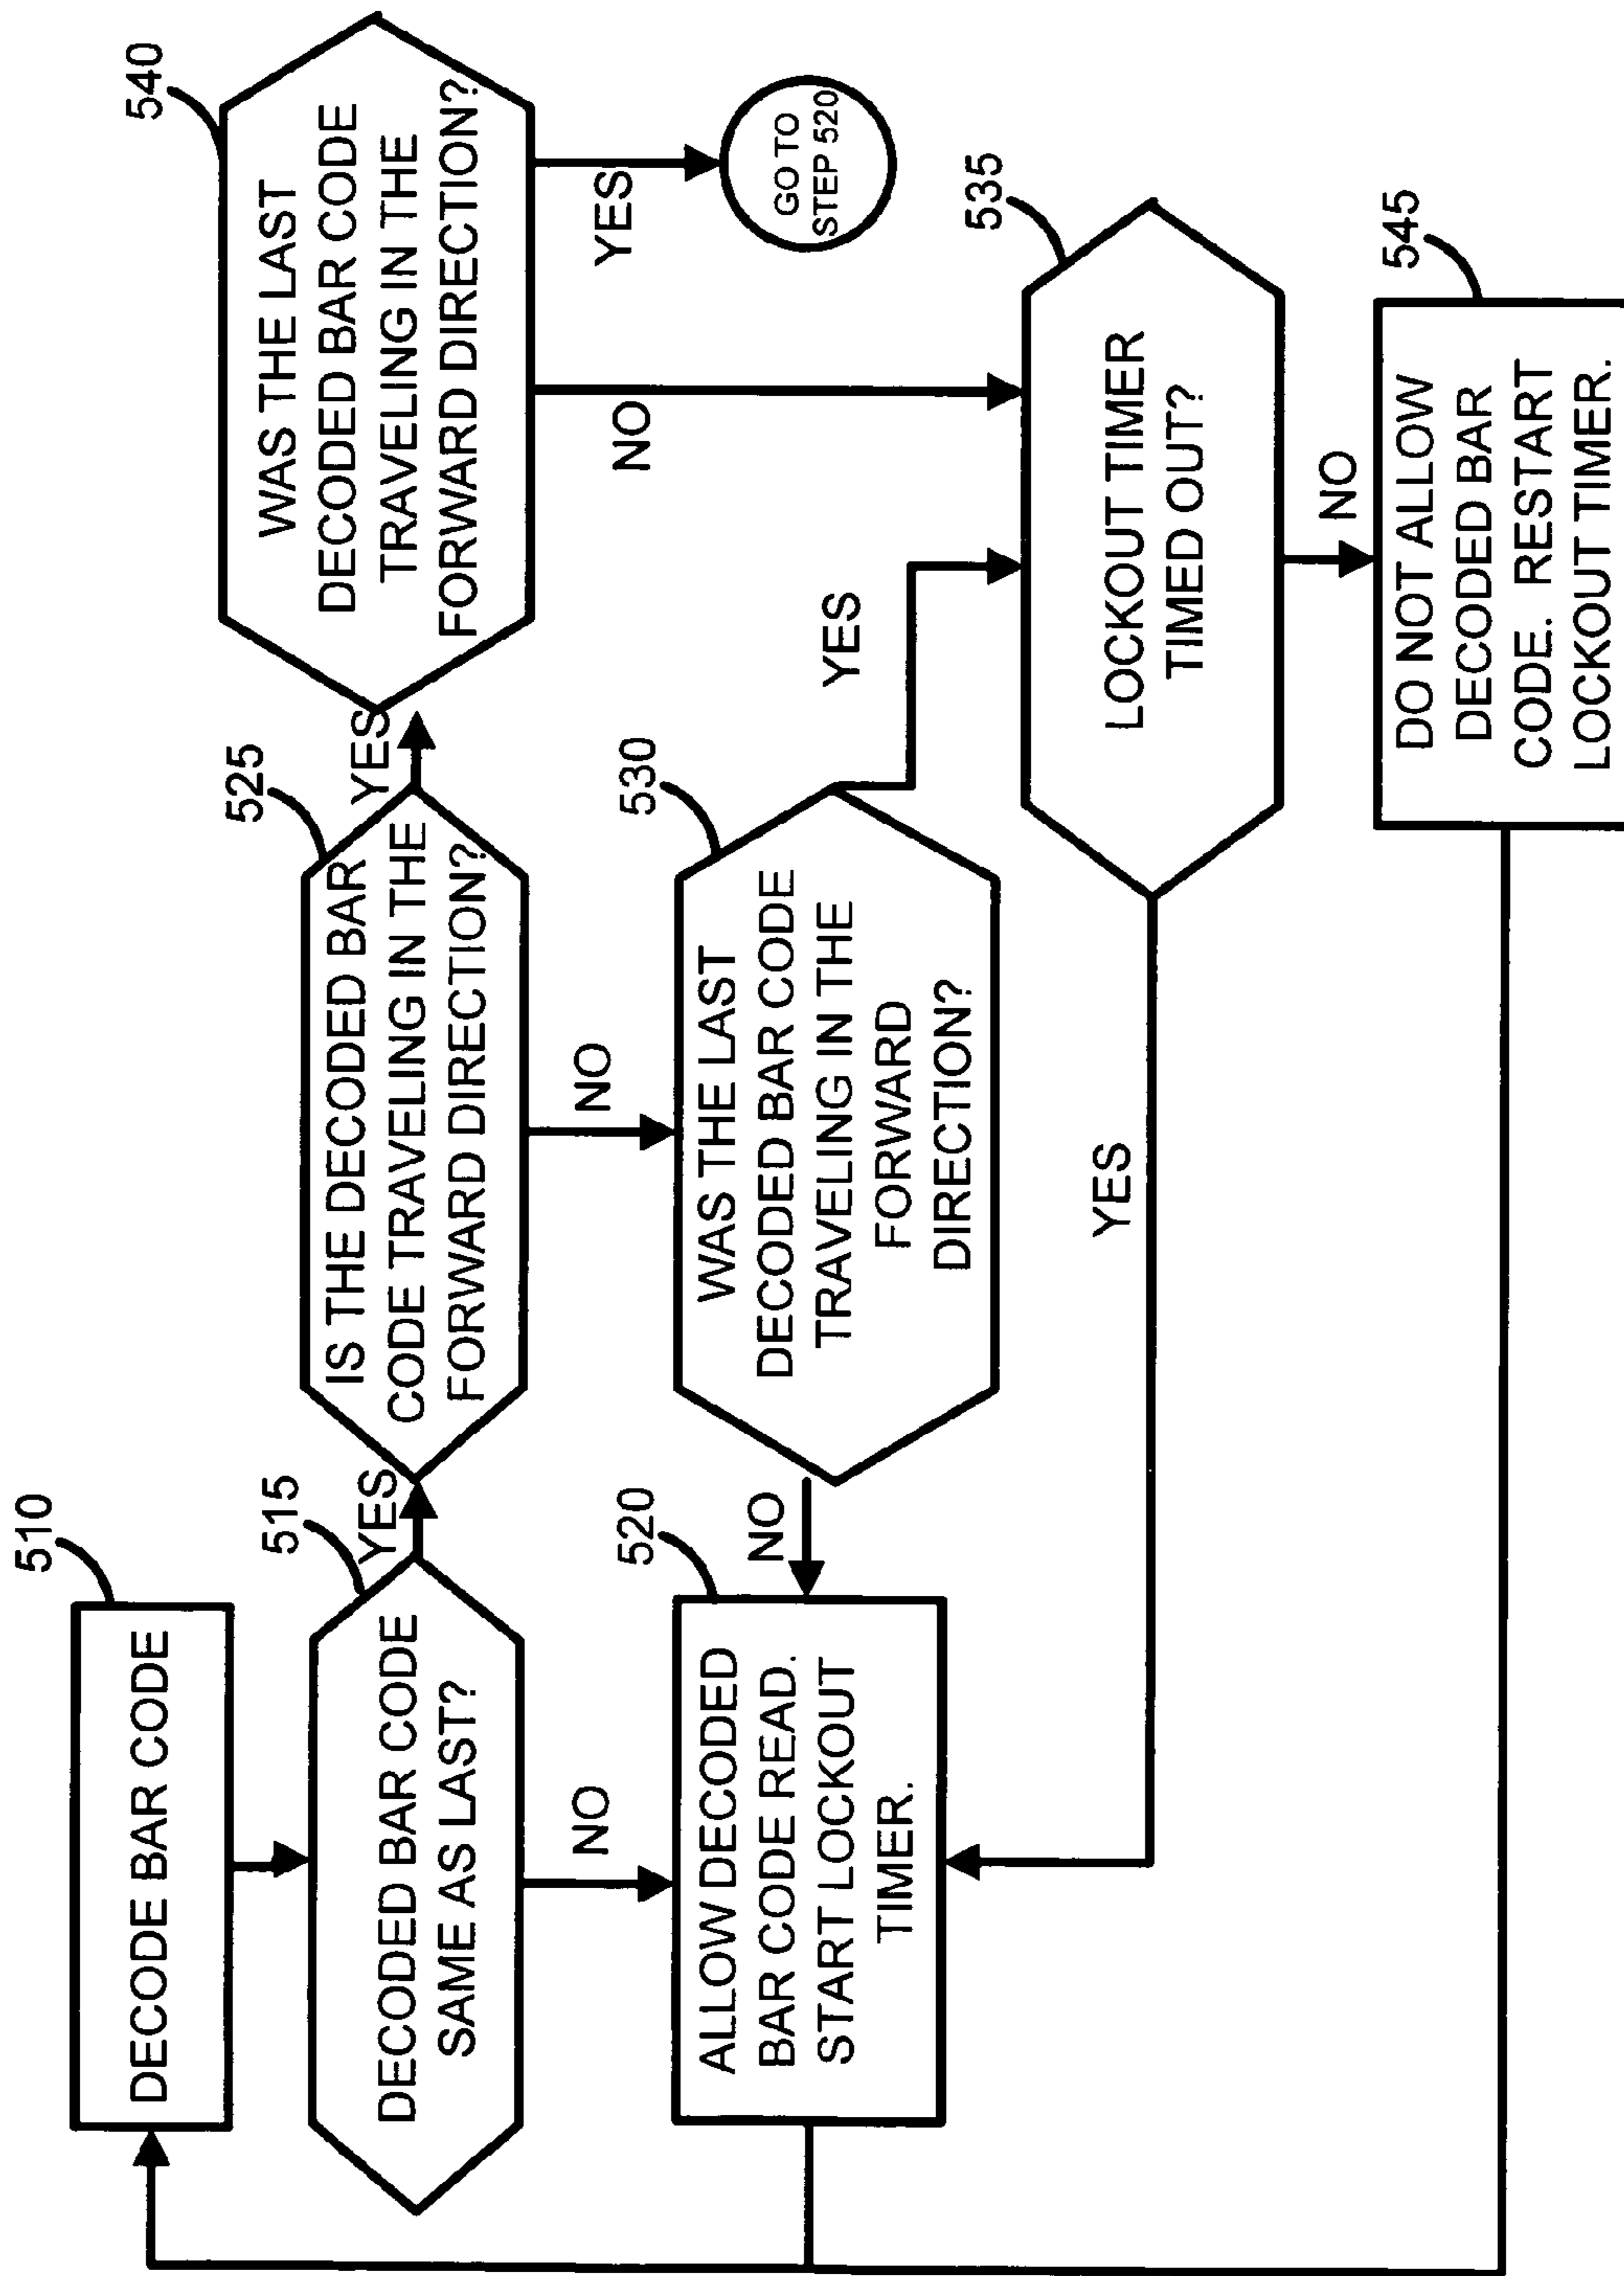 510
DECODE BAR CODE
515
DECODED BAR CODE
SAME AS LAST?
YES
NO
525
IS THE DECODED BAR
CODE TRAVELING IN THE
FORWARD DIRECTION?
YES
NO
540
WAS THE LAST
DECODED BAR CODE
TRAVELING IN THE
FORWARD DIRECTION?
YES
NO
GO TO
STEP 520
520
ALLOW DECODED
BAR CODE READ.
START LOCKOUT
TIMER.
NO
530
WAS THE LAST
DECODED BAR CODE
TRAVELING IN THE
FORWARD
DIRECTION?
YES
535
LOCKOUT TIMER
TIMED OUT?
YES
NO
545
DO NOT ALLOW
DECODED BAR
CODE. RESTART
LOCKOUT TIMER.